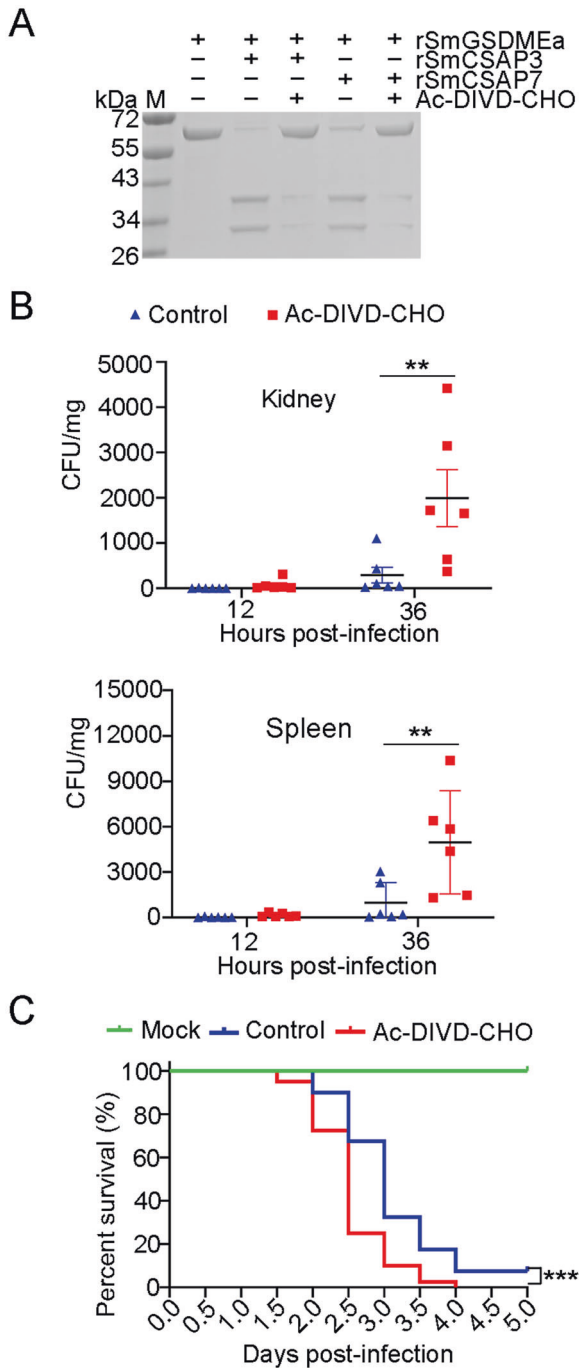 A
+ + + + + rSmGSDMEa
− + + − − rSmCSAP3
− − − + + rSmCSAP7
kDa M − − + − + Ac-DIVD-CHO
72
55
43
34
26
B
Control Ac-DIVD-CHO
Kidney
**
CFU/mg
5000
4000
3000
2000
1000
0
12 36
Hours post-infection
Spleen
**
CFU/mg
15000
12000
9000
6000
3000
0
12 36
Hours post-infection
C
Mock Control Ac-DIVD-CHO
Percent survival (%)
100
80
60
40
20
0
***
0.0 0.5 1.0 1.5 2.0 2.5 3.0 3.5 4.0 4.5 5.0
Days post-infection